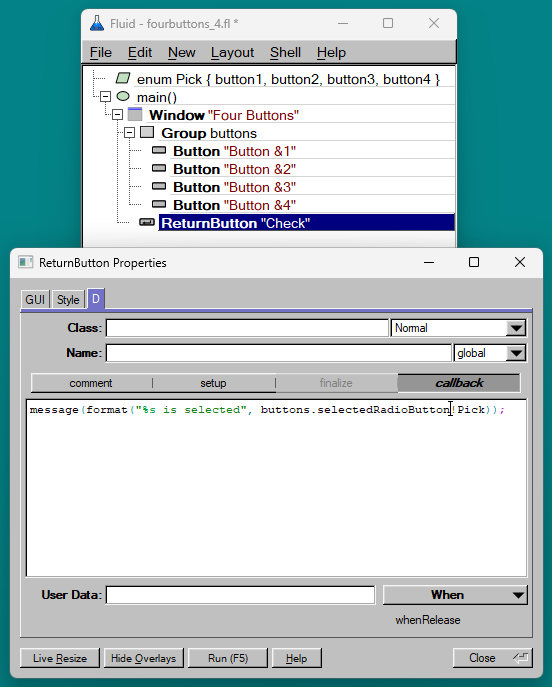 Fluid - fourbuttons_4.fl *
File Edit New Layout Shell Help
enum Pick { button1, button2, button3, button4 }
main()
Window "Four Buttons"
Group buttons
Button "Button &1"
Button "Button &2"
Button "Button &3"
Button "Button &4"
ReturnButton "Check"
ReturnButton Properties
GUI Style D
Class: Normal
Name: global
comment setup finalize callback
message(format("%s is selected", buttons.selectedRadioButton!Pick));
User Data: When
whenRelease
Live Resize Hide Overlays Run (F5) Help Close